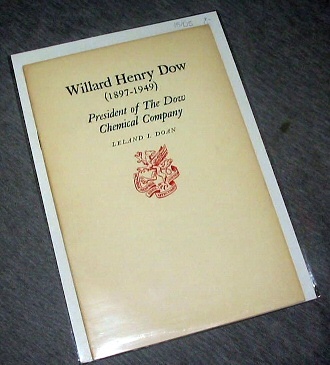 Willard Henry Dow
(1897-1949)
President of The Dow
Chemical Company
LELAND I. DOAN